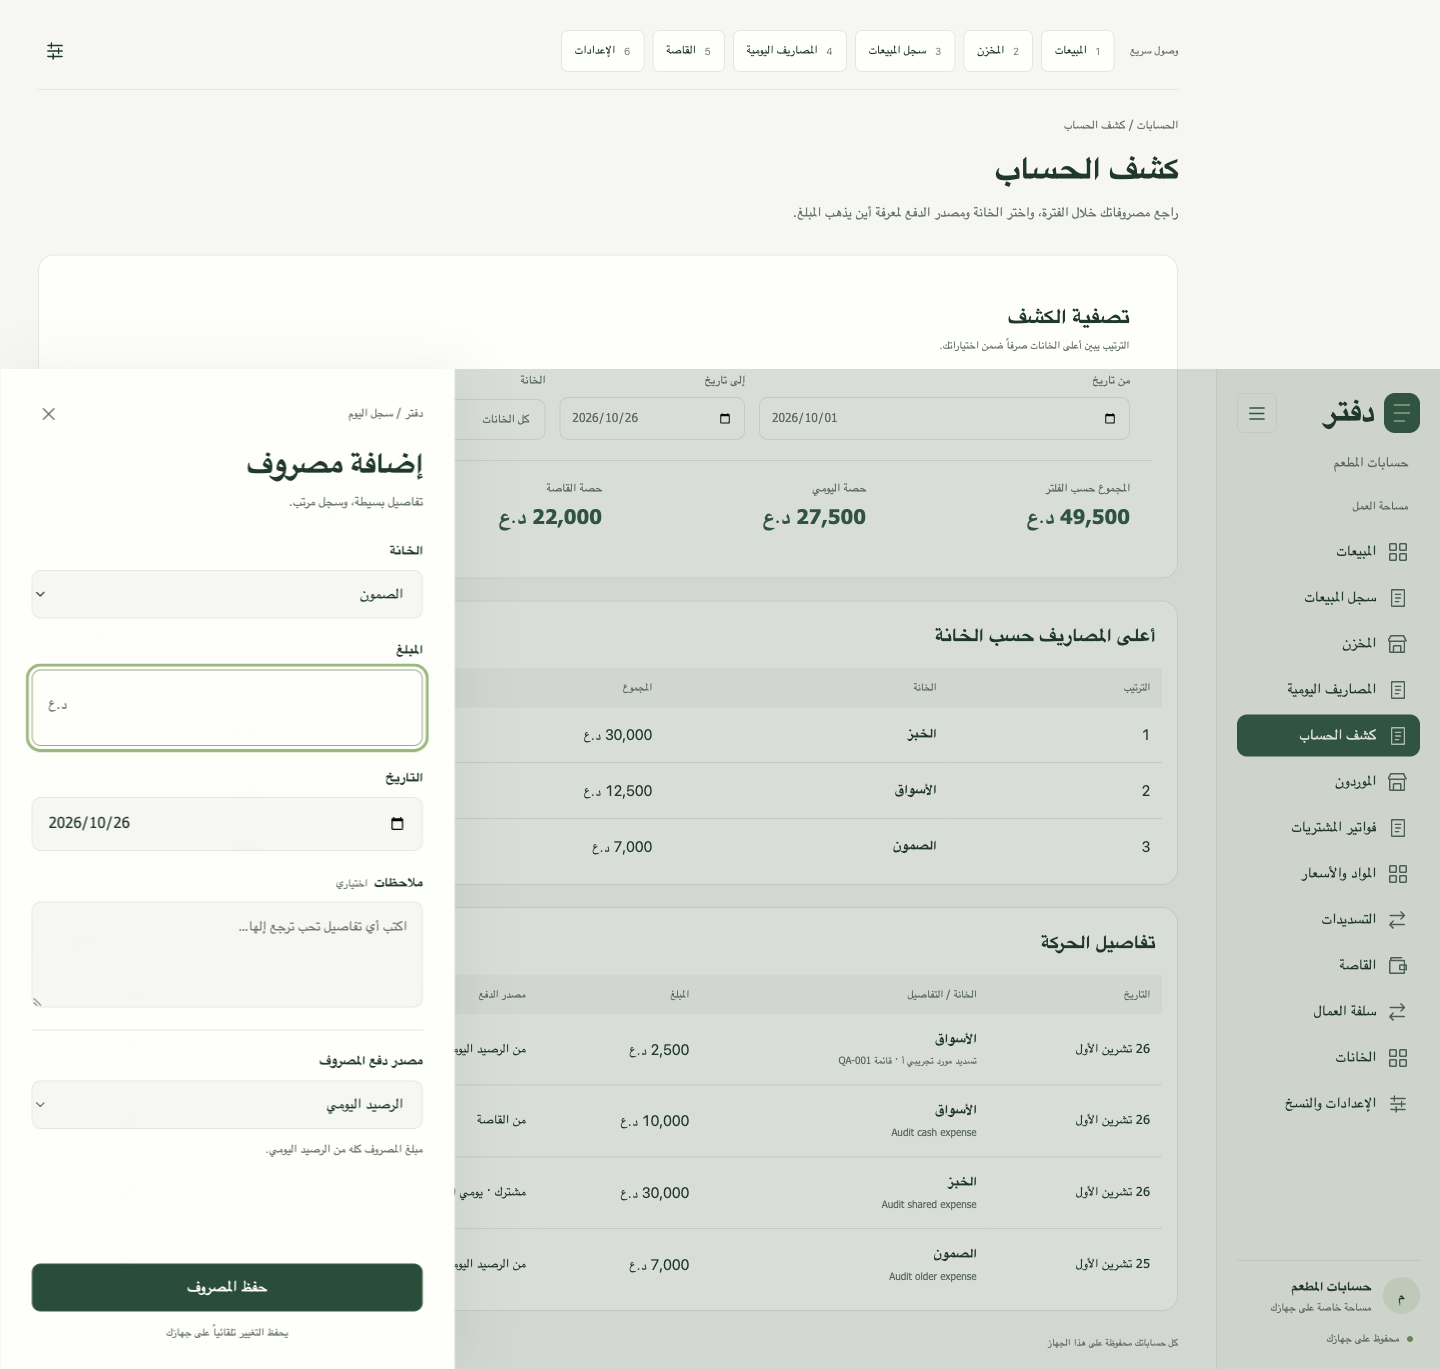 وصول سريع
1 المبيعات
2 المخزن
3 سجل المبيعات
4 المصاريف اليومية
5 القاصة
6 الإعدادات
الحسابات / كشف الحساب
كشف الحساب
راجع مصروفاتك خلال الفترة، واختر الخانة ومصدر الدفع لمعرفة أين يذهب المبلغ.
تصفية الكشف
الترتيب يبين أعلى الخانات صرفاً ضمن اختياراتك.
من تاريخ
2026/10/01
إلى تاريخ
2026/10/26
الخانة
كل الخانات
المجموع حسب الفلتر
49,500 د.ع
حصة اليومي
27,500 د.ع
حصة القاصة
22,000 د.ع
أعلى المصاريف حسب الخانة
الترتيب الخانة المجموع
1 الخبز 30,000 د.ع
2 الأسواق 12,500 د.ع
3 الصمون 7,000 د.ع
تفاصيل الحركة
التاريخ الخانة / التفاصيل المبلغ مصدر الدفع
26 تشرين الأول الأسواق 2,500 د.ع من الرصيد اليوم
تسديد مورد تجريبي أ · قائمة QA-001
26 تشرين الأول الأسواق 10,000 د.ع من القاصة
Audit cash expense
26 تشرين الأول الخبز 30,000 د.ع مشترك · يومي
Audit shared expense
25 تشرين الأول الصمون 7,000 د.ع من الرصيد اليوم
Audit older expense
كل حساباتك محفوظة على هذا الجهاز
دفتر
حسابات المطعم
مساحة العمل
المبيعات
سجل المبيعات
المخزن
المصاريف اليومية
كشف الحساب
الموردون
فواتير المشتريات
المواد والأسعار
التسديدات
القاصة
سلفة العمال
الخانات
الإعدادات والنسخ
م
حسابات المطعم
مساحة خاصة على جهازك
محفوظ على جهازك
دفتر / سجل اليوم
إضافة مصروف
تفاصيل بسيطة، وسجل مرتب.
الخانة
الصمون
المبلغ
د.ع
التاريخ
2026/10/26
ملاحظات اختياري
اكتب أي تفاصيل تحب ترجع إلها...
مصدر دفع المصروف
الرصيد اليومي
مبلغ المصروف كله من الرصيد اليومي.
حفظ المصروف
يحفظ التغيير تلقائياً على جهازك